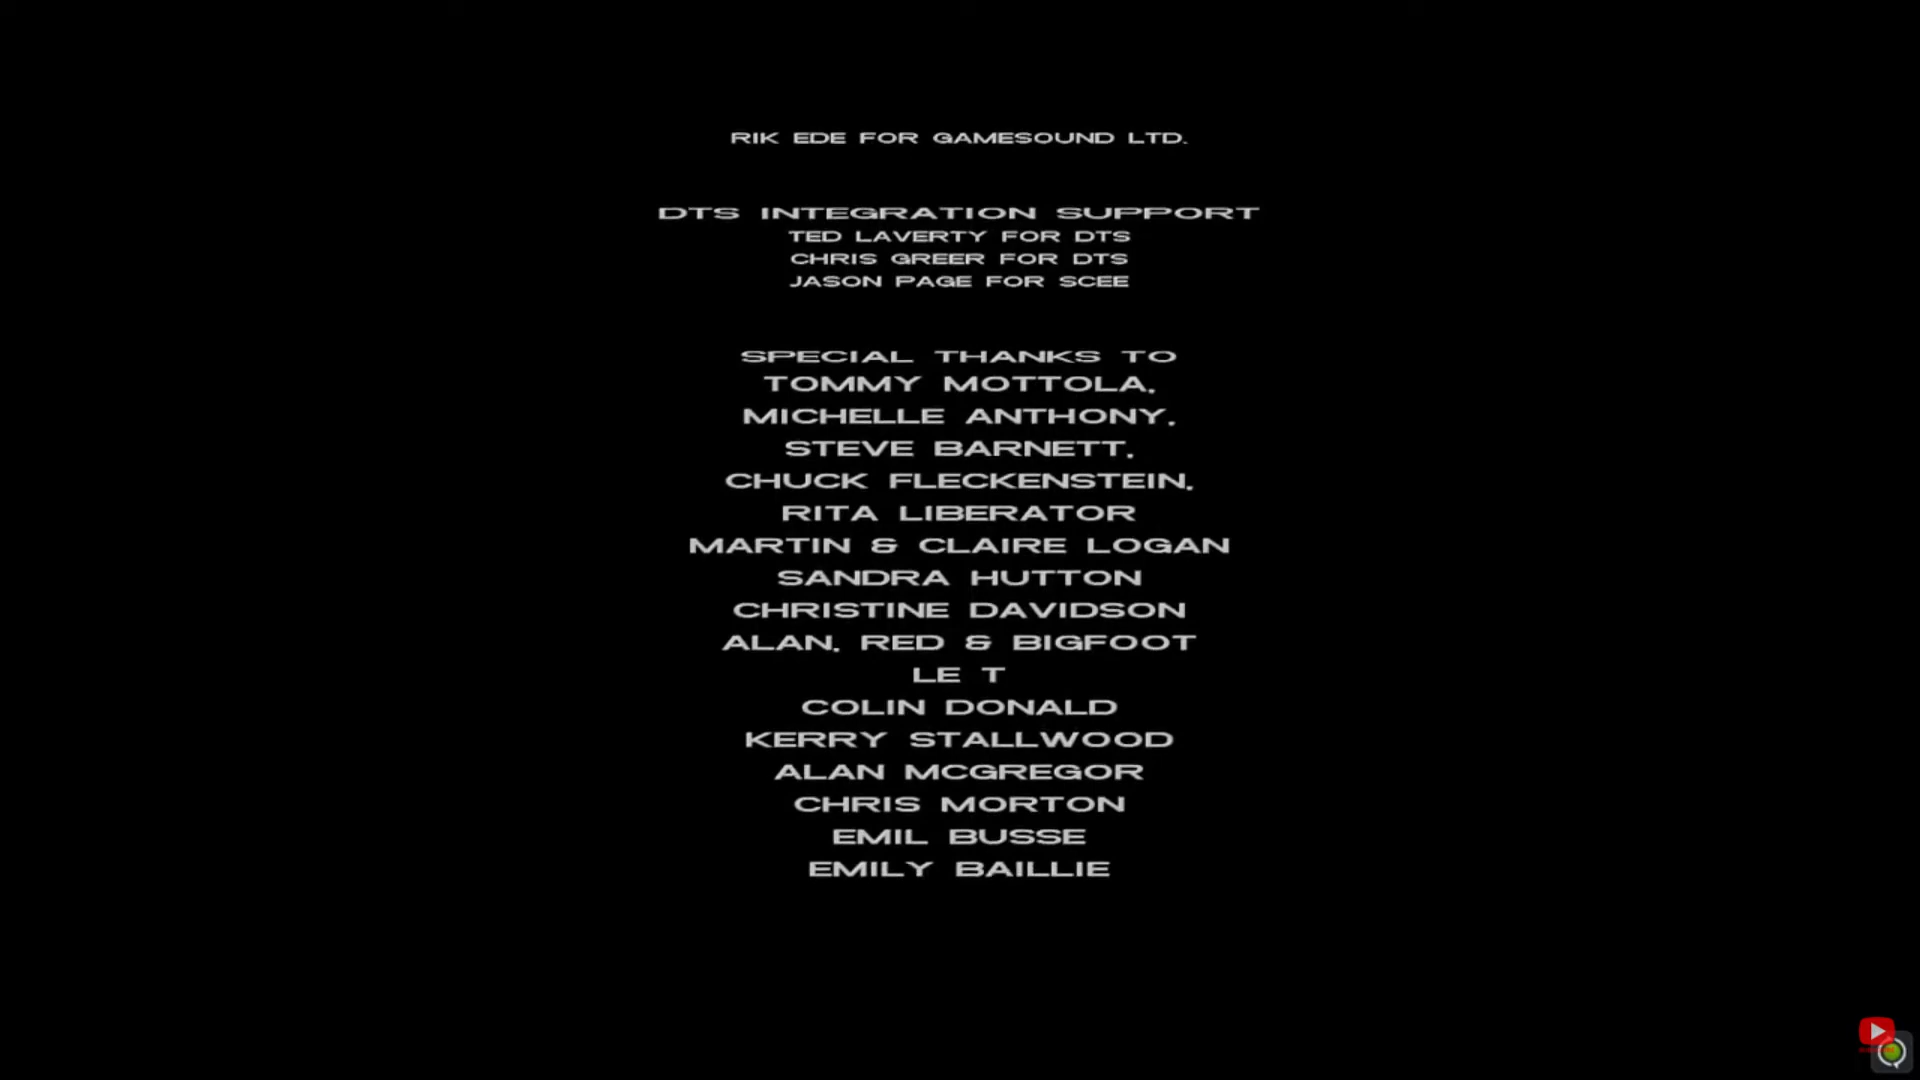 RIK EDE FOR GAMESOUND LTD.
DTS INTEGRATION SUPPORT
TED LAVERTY FOR DTS
CHRIS GREER FOR DTS
JASON PAGE FOR SCEE
SPECIAL THANKS TO
TOMMY MOTTOLA,
MICHELLE ANTHONY,
STEVE BARNETT,
CHUCK FLECKENSTEIN,
RITA LIBERATOR
MARTIN & CLAIRE LOGAN
SANDRA HUTTON
CHRISTINE DAVIDSON
ALAN, RED & BIGFOOT
LE T
COLIN DONALD
KERRY STALLWOOD
ALAN MCGREGOR
CHRIS MORTON
EMIL BUSSE
EMILY BAILLIE